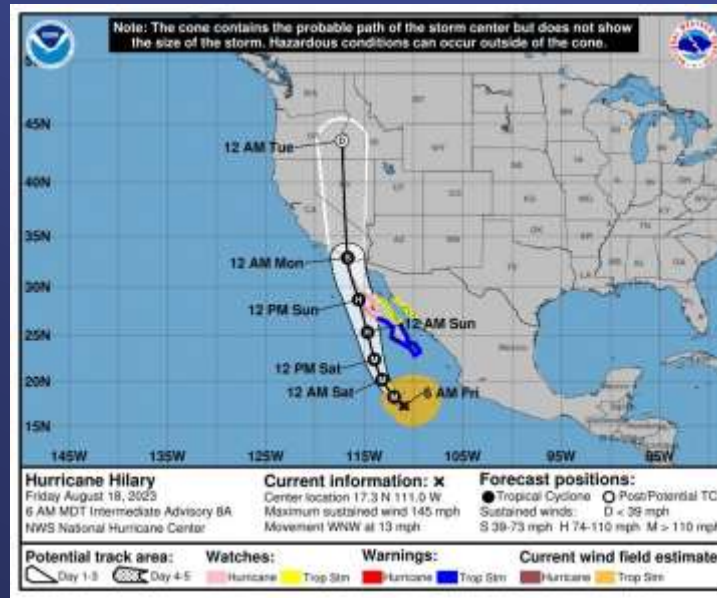 Note: The cone contains the probable path of the storm center but does not show
the size of the storm. Hazardous conditions can occur outside of the cone.
45N
12 AM Tue
40N
35N
12 AM Mon
30N
12 PM Sun
12 AM Sun
25N
12 PM Sat
20N
12 AM Sat
6 AM Fri
15N
Mexico
145W 135W 125W 115W 105W 95W 85W
Hurricane Hilary
Friday August 18, 2023
6 AM MDT Intermediate Advisory 8A
NWS National Hurricane Center
Current information: x
Center location 17.3 N 111.0 W
Maximum sustained wind 145 mph
Movement WNW at 13 mph
Forecast positions:
Tropical Cyclone Post/Potential TC
Sustained winds: D < 39 mph
S 39-73 mph H 74-110 mph M > 110 mph
Potential track area:
Day 1-3 Day 4-5
Watches:
Hurricane Trop Stm
Warnings:
Hurricane Trop Stm
Current wind field estimate
Hurricane Trop Stm